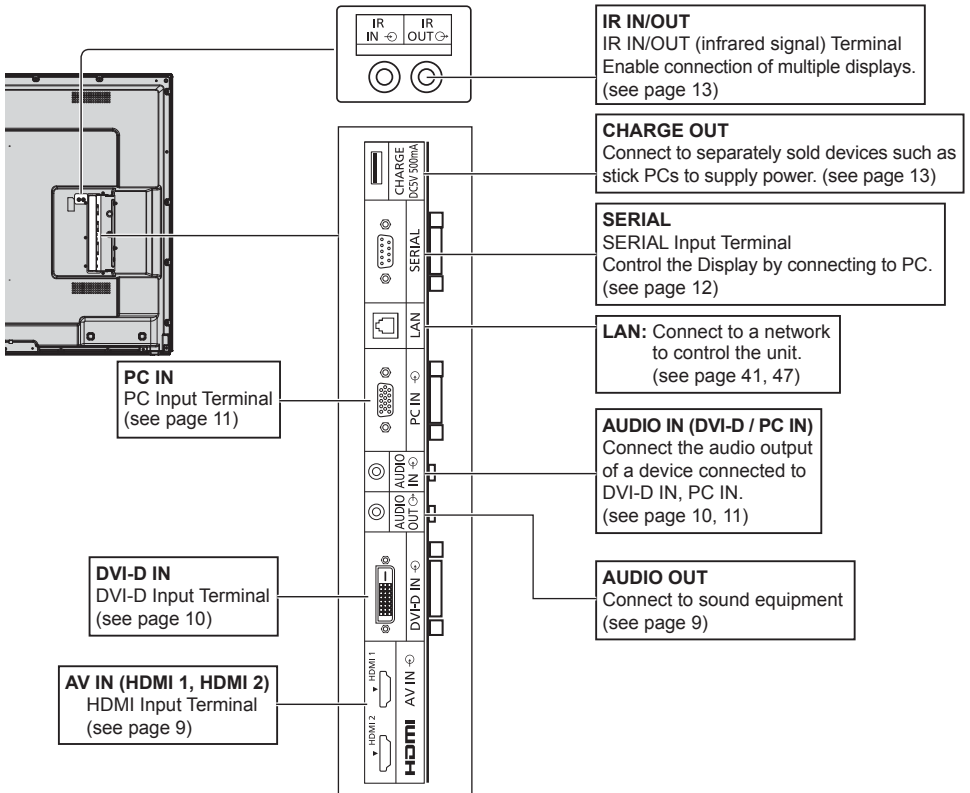 IR IN
IR OUT
IR IN/OUT
IR IN/OUT (infrared signal) Terminal
Enable connection of multiple displays.
(see page 13)
CHARGE
DC5V 500mA
CHARGE OUT
Connect to separately sold devices such as
stick PCs to supply power. (see page 13)
SERIAL
SERIAL
SERIAL Input Terminal
Control the Display by connecting to PC.
(see page 12)
LAN
LAN: Connect to a network
to control the unit.
(see page 41, 47)
PC IN
PC Input Terminal
(see page 11)
PC IN
AUDIO IN (DVI-D / PC IN)
Connect the audio output
of a device connected to
DVI-D IN, PC IN.
(see page 10, 11)
AUDIO
IN
AUDIO
OUT
AUDIO OUT
Connect to sound equipment
(see page 9)
DVI-D IN
DVI-D Input Terminal
(see page 10)
DVI-D IN
AV IN (HDMI 1, HDMI 2)
HDMI Input Terminal
(see page 9)
HDMI 1
HDMI 2
AV IN
HDMI